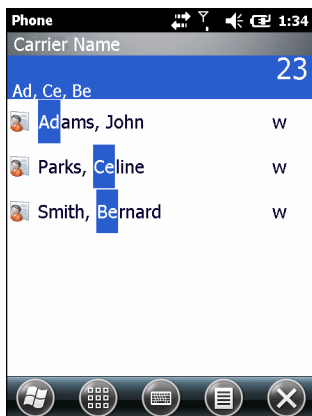 Phone 1:34
Carrier Name
23
Ad, Ce, Be
Adams, John w
Parks, Celine w
Smith, Bernard w